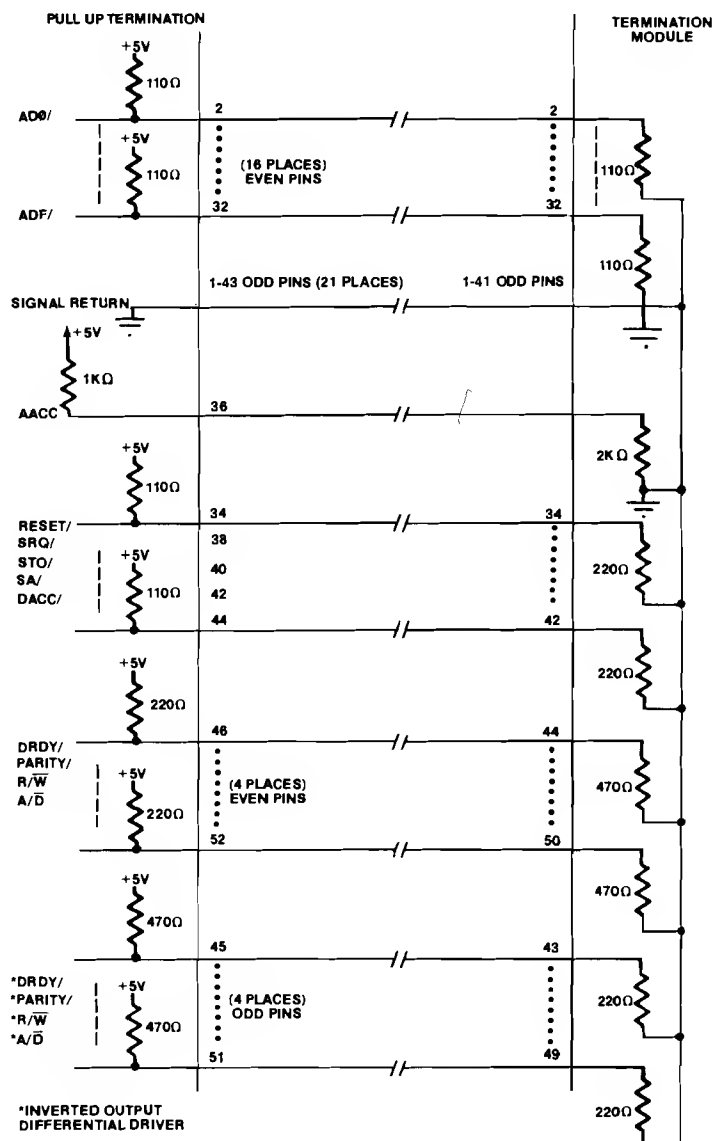 PULL UP TERMINATION
TERMINATION
MODULE
+5V
110Ω
ADØ/
2
2
+5V
110Ω
(16 PLACES)
EVEN PINS
110Ω
ADF/
32
32
110Ω
1-43 ODD PINS (21 PLACES)
1-41 ODD PINS
SIGNAL RETURN
+5V
1KΩ
AACC
36
2KΩ
+5V
110Ω
RESET/
34
34
SRQ/
38
STO/
+5V
40
SA/
110Ω
42
220Ω
DACC/
44
42
+5V
220Ω
220Ω
46
44
DRDY/
PARITY/
R/W̅
A/D̅
+5V
220Ω
(4 PLACES)
EVEN PINS
470Ω
52
50
+5V
470Ω
470Ω
45
43
*DRDY/
*PARITY/
*R/W̅
*A/D̅
+5V
470Ω
(4 PLACES)
ODD PINS
220Ω
51
49
220Ω
*INVERTED OUTPUT
DIFFERENTIAL DRIVER